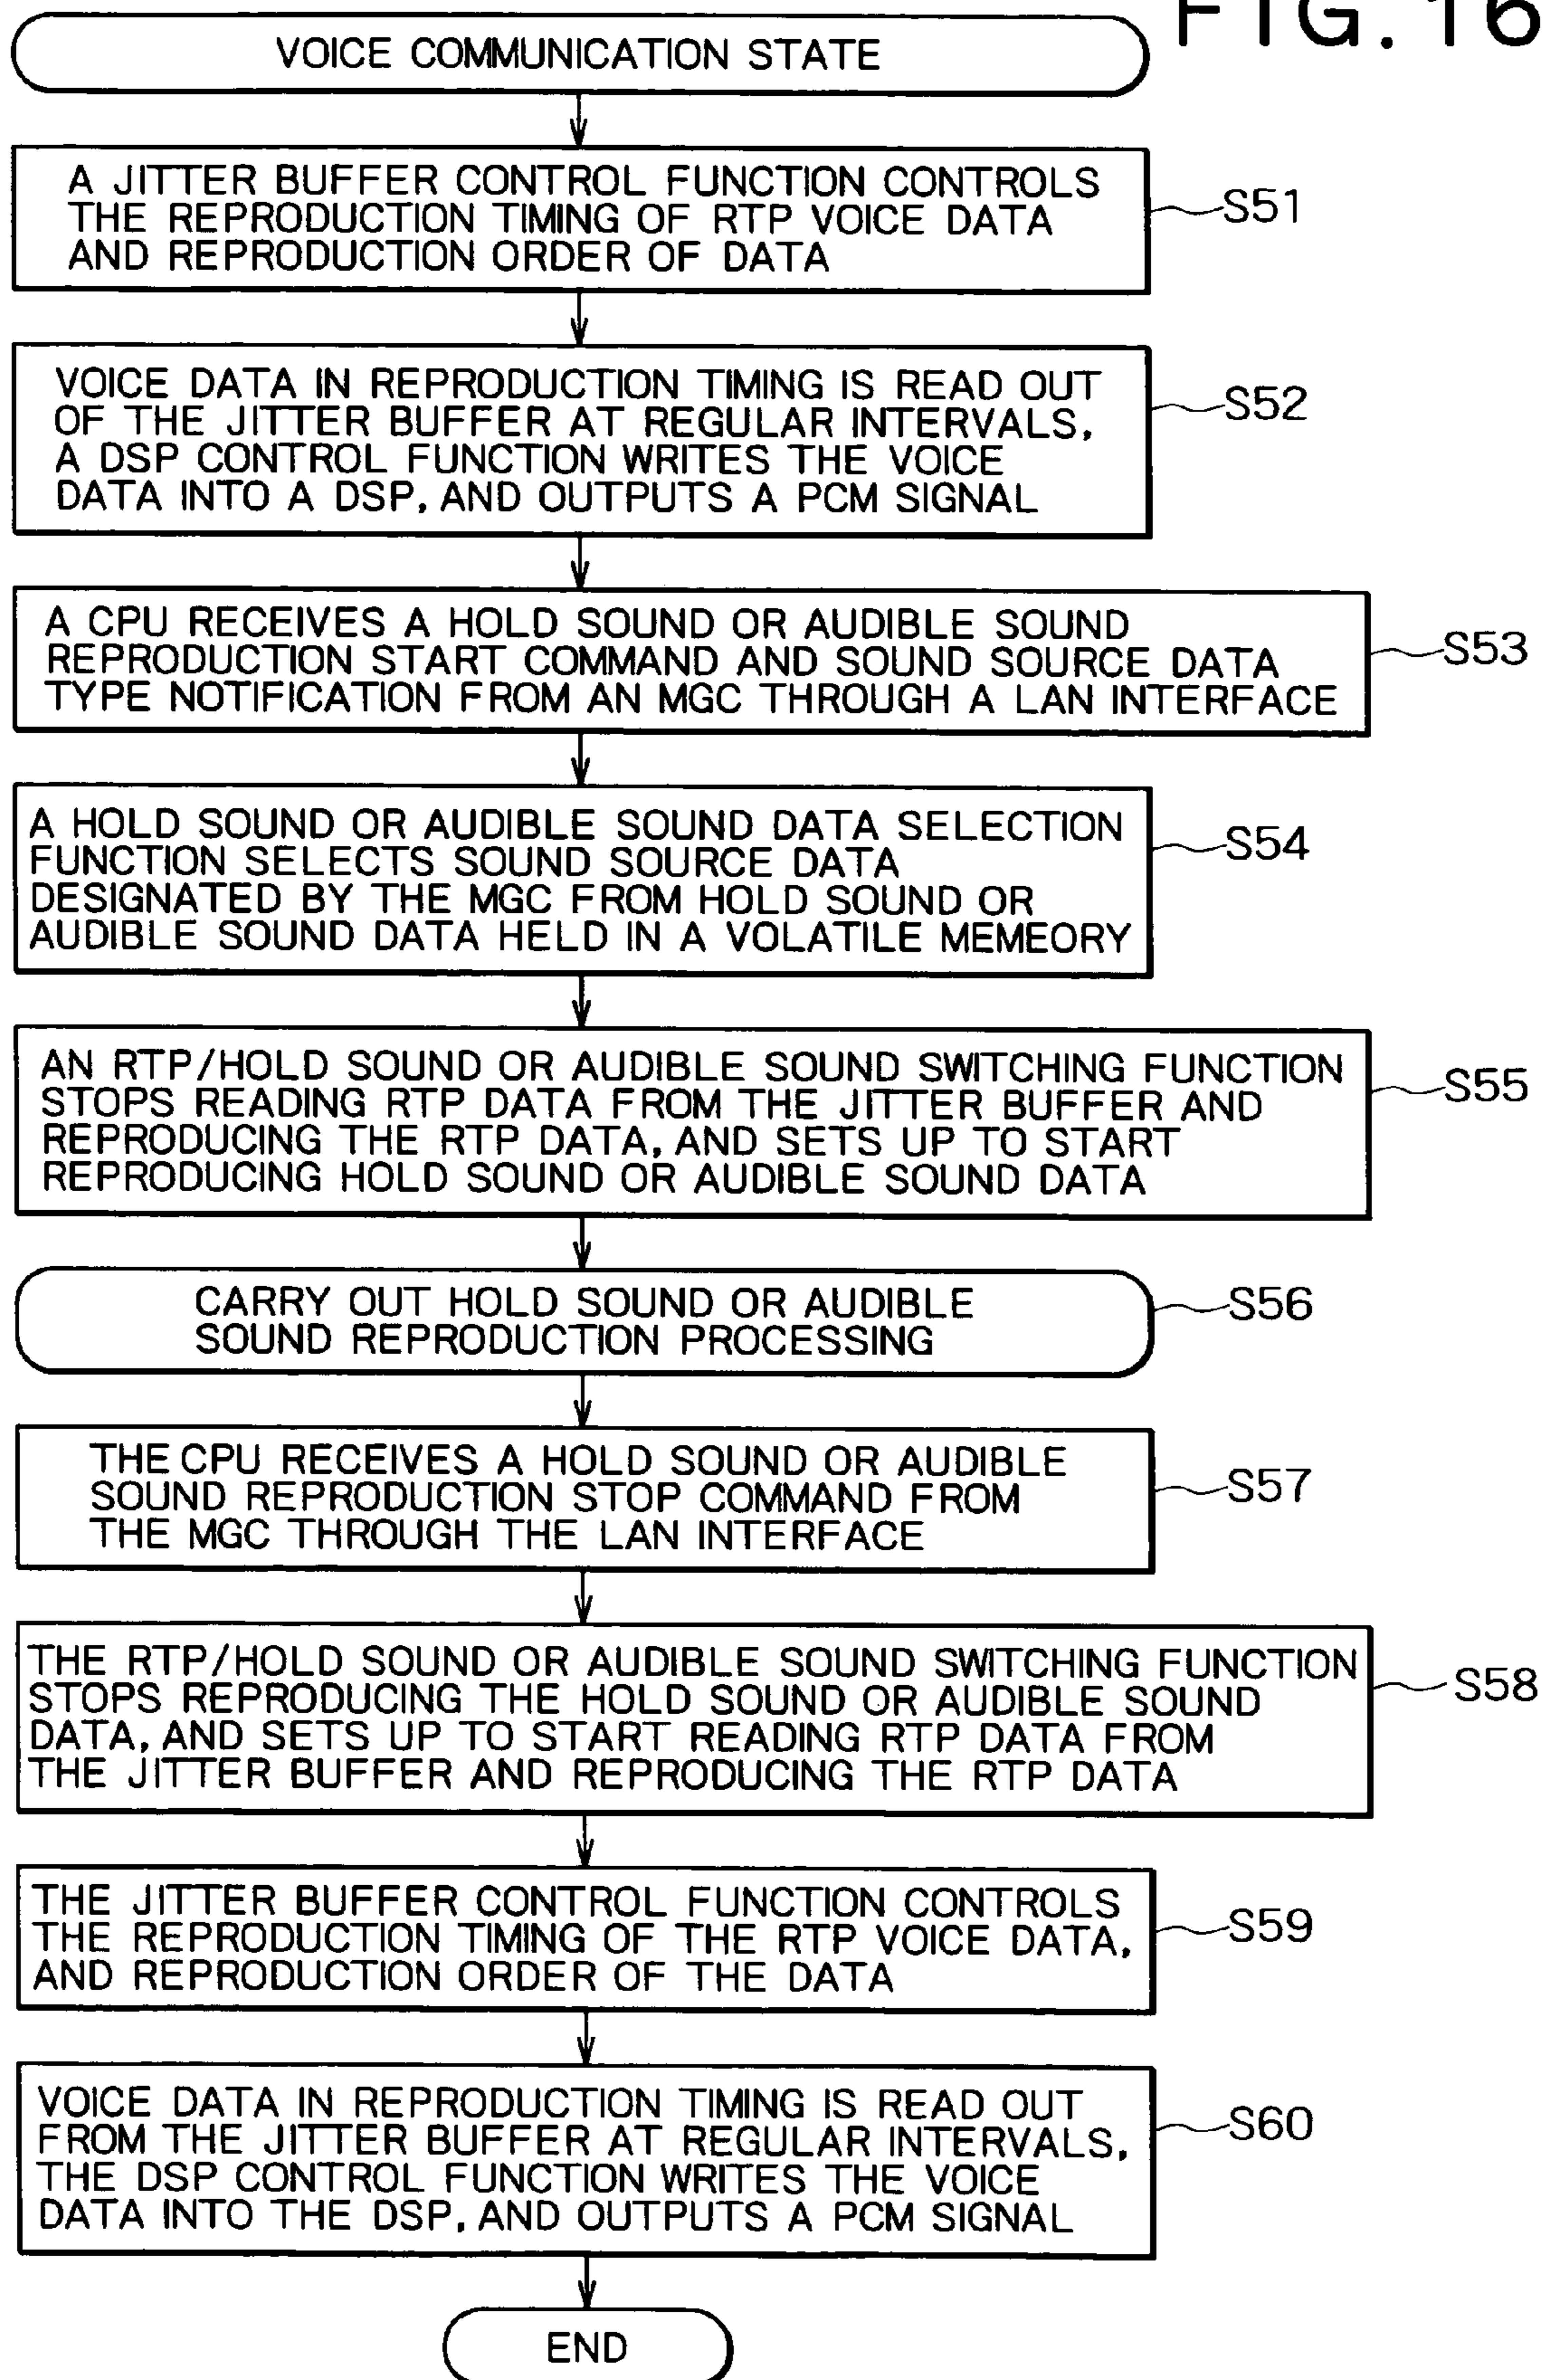 FIG. 16
VOICE COMMUNICATION STATE
A JITTER BUFFER CONTROL FUNCTION CONTROLS
THE REPRODUCTION TIMING OF RTP VOICE DATA
AND REPRODUCTION ORDER OF DATA
S51
VOICE DATA IN REPRODUCTION TIMING IS READ OUT
OF THE JITTER BUFFER AT REGULAR INTERVALS,
A DSP CONTROL FUNCTION WRITES THE VOICE
DATA INTO A DSP, AND OUTPUTS A PCM SIGNAL
S52
A CPU RECEIVES A HOLD SOUND OR AUDIBLE SOUND
REPRODUCTION START COMMAND AND SOUND SOURCE DATA
TYPE NOTIFICATION FROM AN MGC THROUGH A LAN INTERFACE
S53
A HOLD SOUND OR AUDIBLE SOUND DATA SELECTION
FUNCTION SELECTS SOUND SOURCE DATA
DESIGNATED BY THE MGC FROM HOLD SOUND OR
AUDIBLE SOUND DATA HELD IN A VOLATILE MEMEORY
S54
AN RTP/HOLD SOUND OR AUDIBLE SOUND SWITCHING FUNCTION
STOPS READING RTP DATA FROM THE JITTER BUFFER AND
REPRODUCING THE RTP DATA, AND SETS UP TO START
REPRODUCING HOLD SOUND OR AUDIBLE SOUND DATA
S55
CARRY OUT HOLD SOUND OR AUDIBLE
SOUND REPRODUCTION PROCESSING
S56
THE CPU RECEIVES A HOLD SOUND OR AUDIBLE
SOUND REPRODUCTION STOP COMMAND FROM
THE MGC THROUGH THE LAN INTERFACE
S57
THE RTP/HOLD SOUND OR AUDIBLE SOUND SWITCHING FUNCTION
STOPS REPRODUCING THE HOLD SOUND OR AUDIBLE SOUND
DATA, AND SETS UP TO START READING RTP DATA FROM
THE JITTER BUFFER AND REPRODUCING THE RTP DATA
S58
THE JITTER BUFFER CONTROL FUNCTION CONTROLS
THE REPRODUCTION TIMING OF THE RTP VOICE DATA,
AND REPRODUCTION ORDER OF THE DATA
S59
VOICE DATA IN REPRODUCTION TIMING IS READ OUT
FROM THE JITTER BUFFER AT REGULAR INTERVALS,
THE DSP CONTROL FUNCTION WRITES THE VOICE
DATA INTO THE DSP, AND OUTPUTS A PCM SIGNAL
S60
END